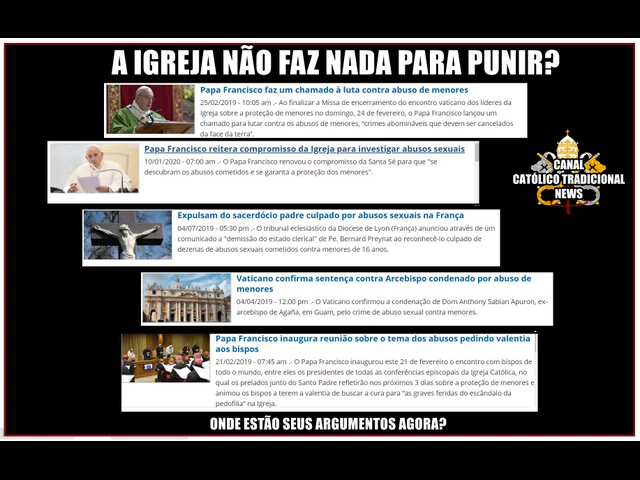 A IGREJA NÃO FAZ NADA PARA PUNIR?
Papa Francisco faz um chamado à luta contra abuso de menores
25/02/2019 - 10:05 am .- Ao finalizar a Missa de encerramento do encontro vaticano dos líderes da
Igreja sobre a proteção de menores no domingo, 24 de fevereiro, o Papa Francisco lançou um
chamado para lutar contra os abusos de menores, "crimes abomináveis que devem ser cancelados
da face da terra".
Papa Francisco reitera compromisso da Igreja para investigar abusos sexuais
10/01/2020 - 07:00 am .- O Papa Francisco renovou o compromisso da Santa Sé para que "se
descubram os abusos cometidos e se garanta a proteção dos menores".
CANAL
CATÓLICO TRADICIONAL
NEWS
Expulsam do sacerdócio padre culpado por abusos sexuais na França
04/07/2019 - 05:30 pm .- O tribunal eclesiástico da Diocese de Lyon (França) anunciou através de um
comunicado a "demissão do estado clerical" de Pe. Bernard Preynat ao reconhecê-lo culpado de
dezenas de abusos sexuais cometidos contra menores de 16 anos.
Vaticano confirma sentença contra Arcebispo condenado por abuso de
menores
04/04/2019 - 12:00 pm .- O Vaticano confirmou a condenação de Dom Anthony Sablan Apuron, ex-
arcebispo de Agaña, em Guam, pelo crime de abuso sexual contra menores.
Papa Francisco inaugura reunião sobre o tema dos abusos pedindo valentia
aos bispos
21/02/2019 - 07:45 am .- O Papa Francisco inaugurou este 21 de fevereiro o encontro com bispos de
todo o mundo, entre eles os presidentes de todas as conferências episcopais da Igreja Católica, no
qual os prelados junto do Santo Padre refletirão nos próximos 3 dias sobre a proteção de menores e
animou os bispos a terem a valentia de buscar a cura para "as graves feridas do escândalo da
pedofilia" na Igreja.
ONDE ESTÃO SEUS ARGUMENTOS AGORA?